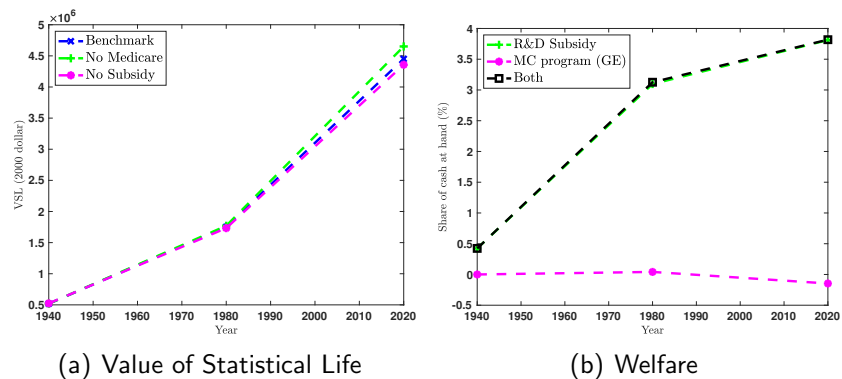 ×10⁶
5
4.5
4
3.5
3
2.5
2
1.5
1
0.5
VSL (2000 dollar)
Benchmark
No Medicare
No Subsidy
1940 1950 1960 1970 1980 1990 2000 2010 2020
Year
(a) Value of Statistical Life
4
3.5
3
2.5
2
1.5
1
0.5
0
-0.5
Share of cash at hand (%)
R&D Subsidy
MC program (GE)
Both
1940 1950 1960 1970 1980 1990 2000 2010 2020
Year
(b) Welfare